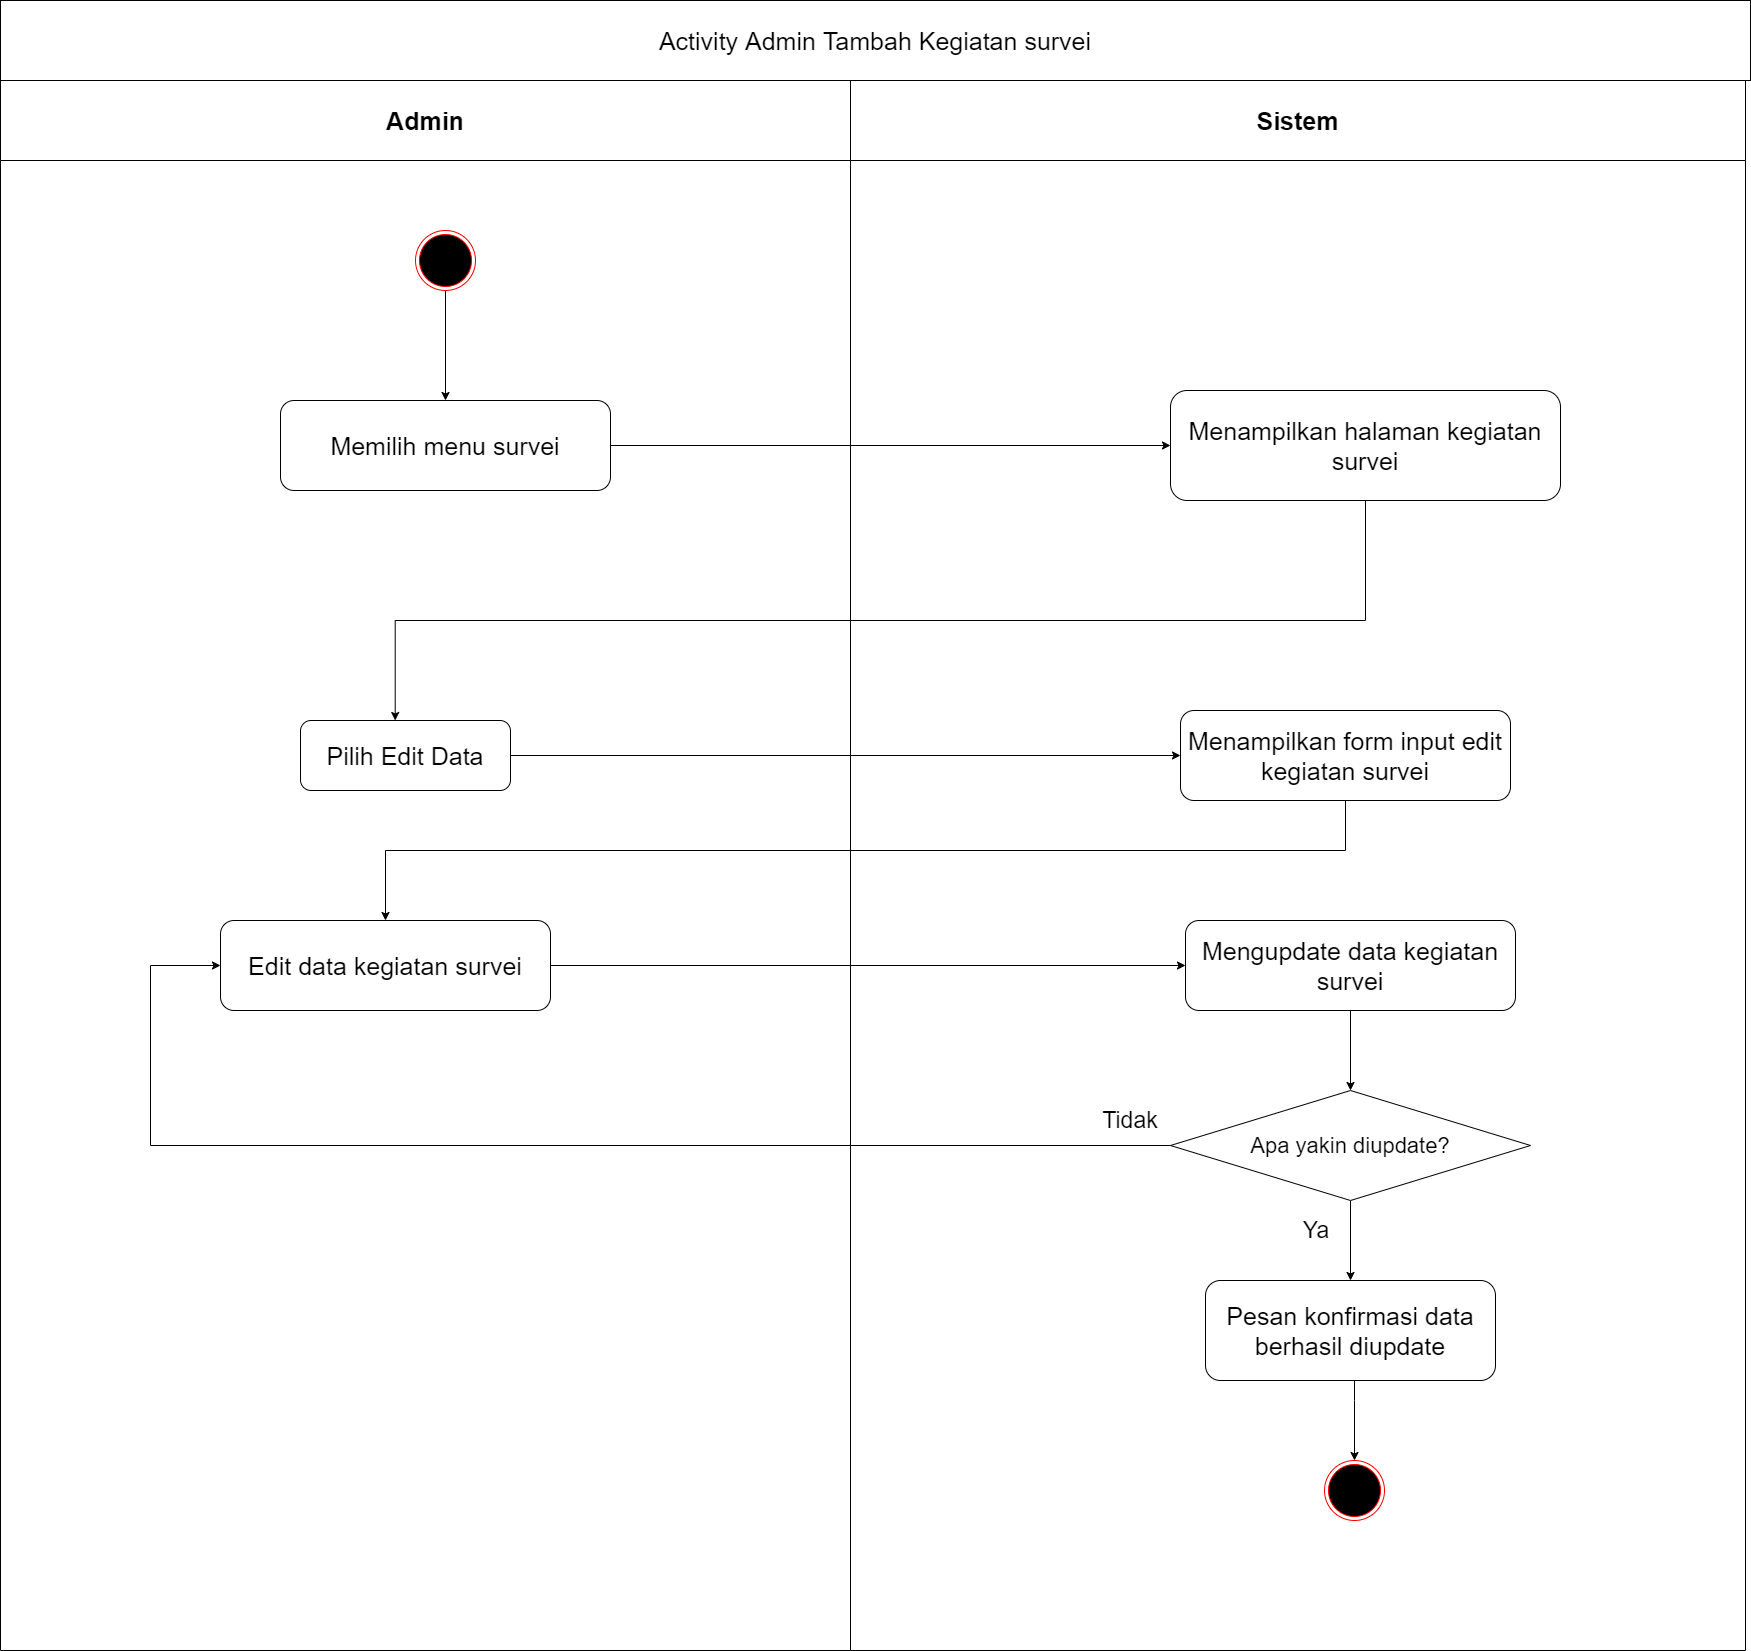 Activity Admin Tambah Kegiatan survei
Admin
Sistem
Memilih menu survei
Menampilkan halaman kegiatan
survei
Pilih Edit Data
Menampilkan form input edit
kegiatan survei
Edit data kegiatan survei
Mengupdate data kegiatan
survei
Tidak
Apa yakin diupdate?
Ya
Pesan konfirmasi data
berhasil diupdate